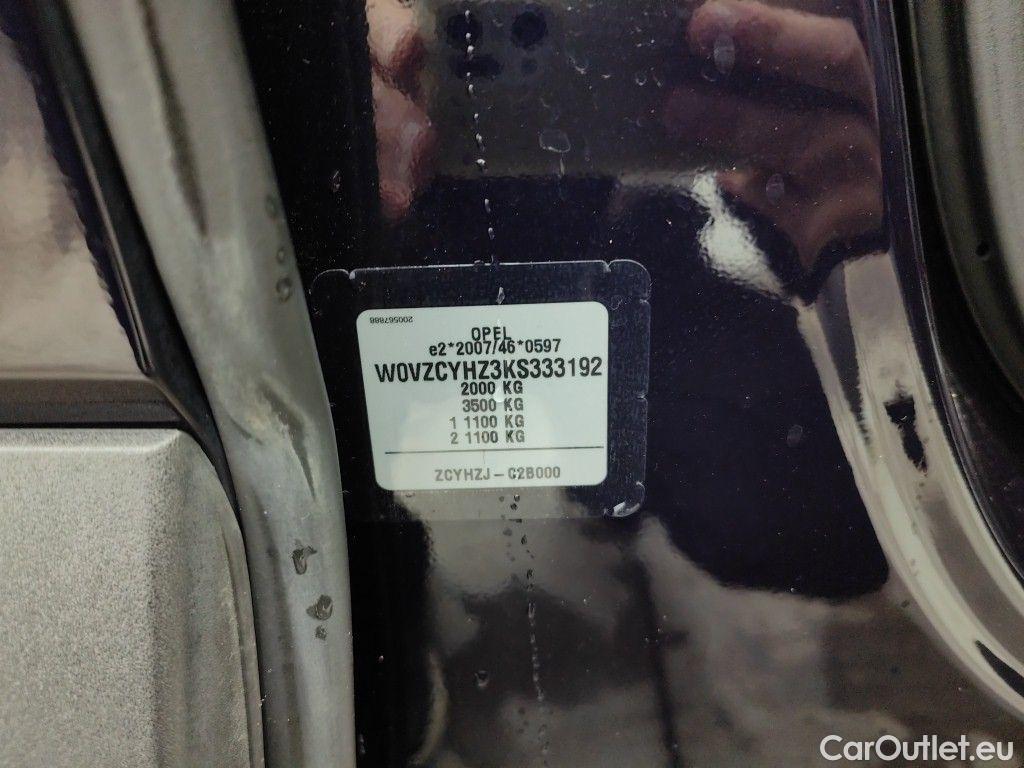 200567888
OPEL
e2*2007/46*0597
W0VZCYHZ3KS333192
2000 KG
3500 KG
1 1100 KG
2 1100 KG
ZCYHZJ - C2B000
CarOutlet.eu